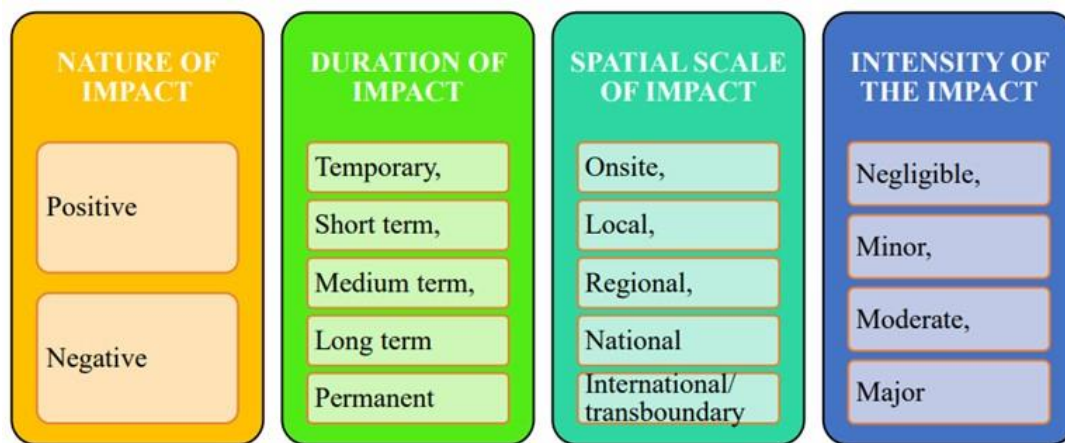 NATURE OF
IMPACT
Positive
Negative
DURATION OF
IMPACT
Temporary,
Short term,
Medium term,
Long term
Permanent
SPATIAL SCALE
OF IMPACT
Onsite,
Local,
Regional,
National
International/
transboundary
INTENSITY OF
THE IMPACT
Negligible,
Minor,
Moderate,
Major